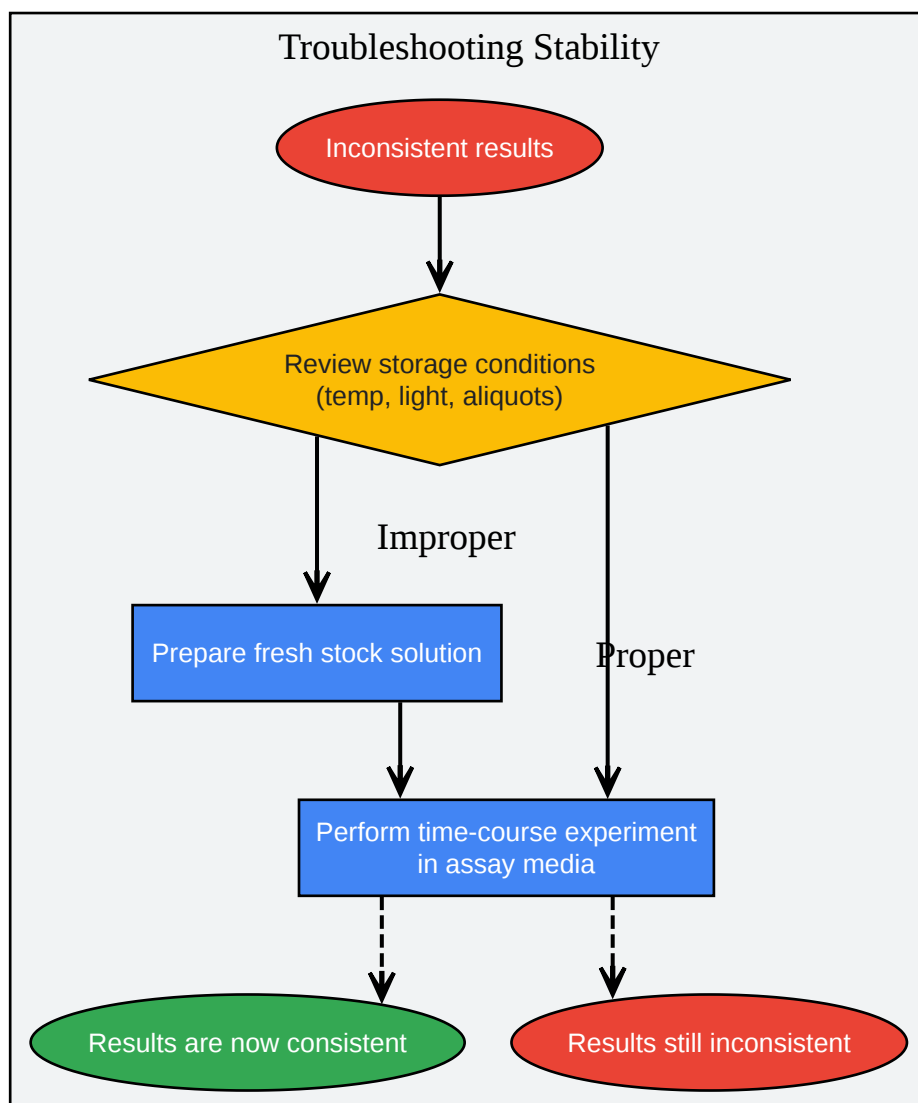 Troubleshooting Stability
Inconsistent results
Review storage conditions
(temp, light, aliquots)
Improper
Prepare fresh stock solution
Proper
Perform time-course experiment
in assay media
Results are now consistent
Results still inconsistent